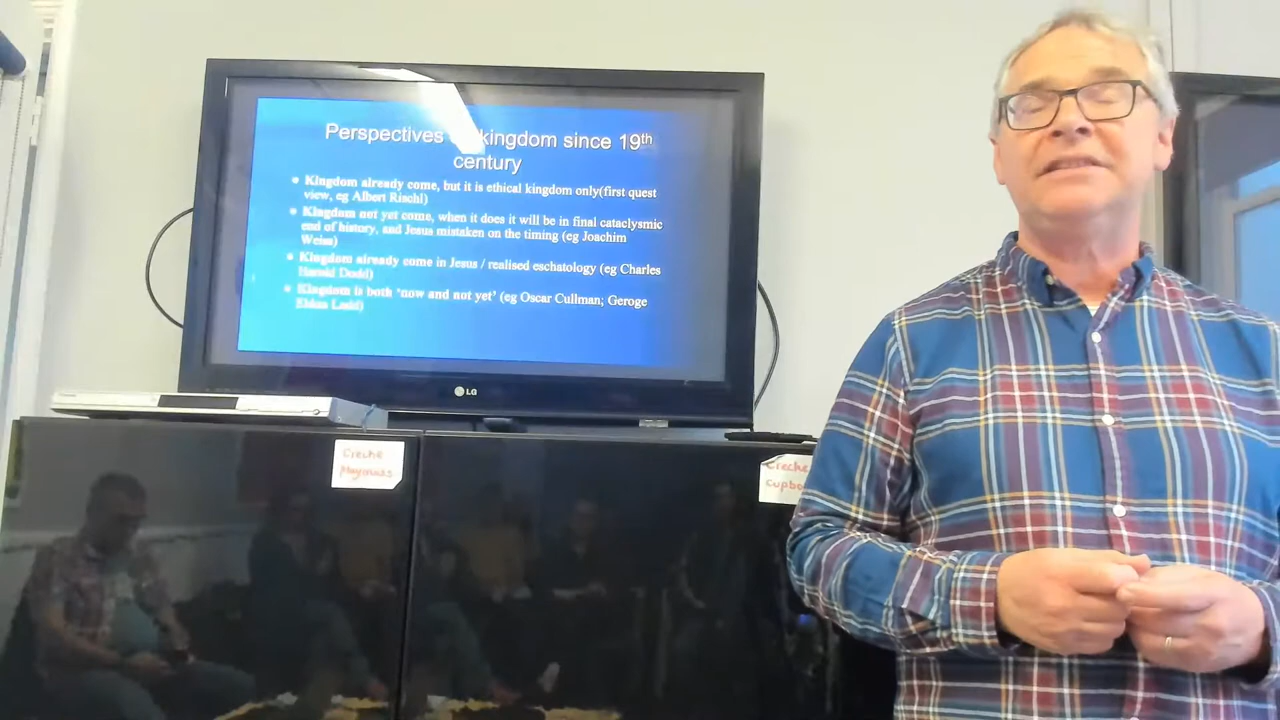 Perspectives kingdom since 19th
century
Kingdom already come, but it is ethical kingdom only(first quest
view, eg Albert Rischl)
Kingdom not yet come, when it does it will be in final cataclysmic
end of history, and Jesus mistaken on the timing (eg Joachim
Weiss)
Kingdom already come in Jesus / realised eschatology (eg Charles
Harold Dodd)
Kingdom is both 'now and not yet' (eg Oscar Cullman; Geroge
Eldon Ladd)
LG
Creche
Playmats
Creche